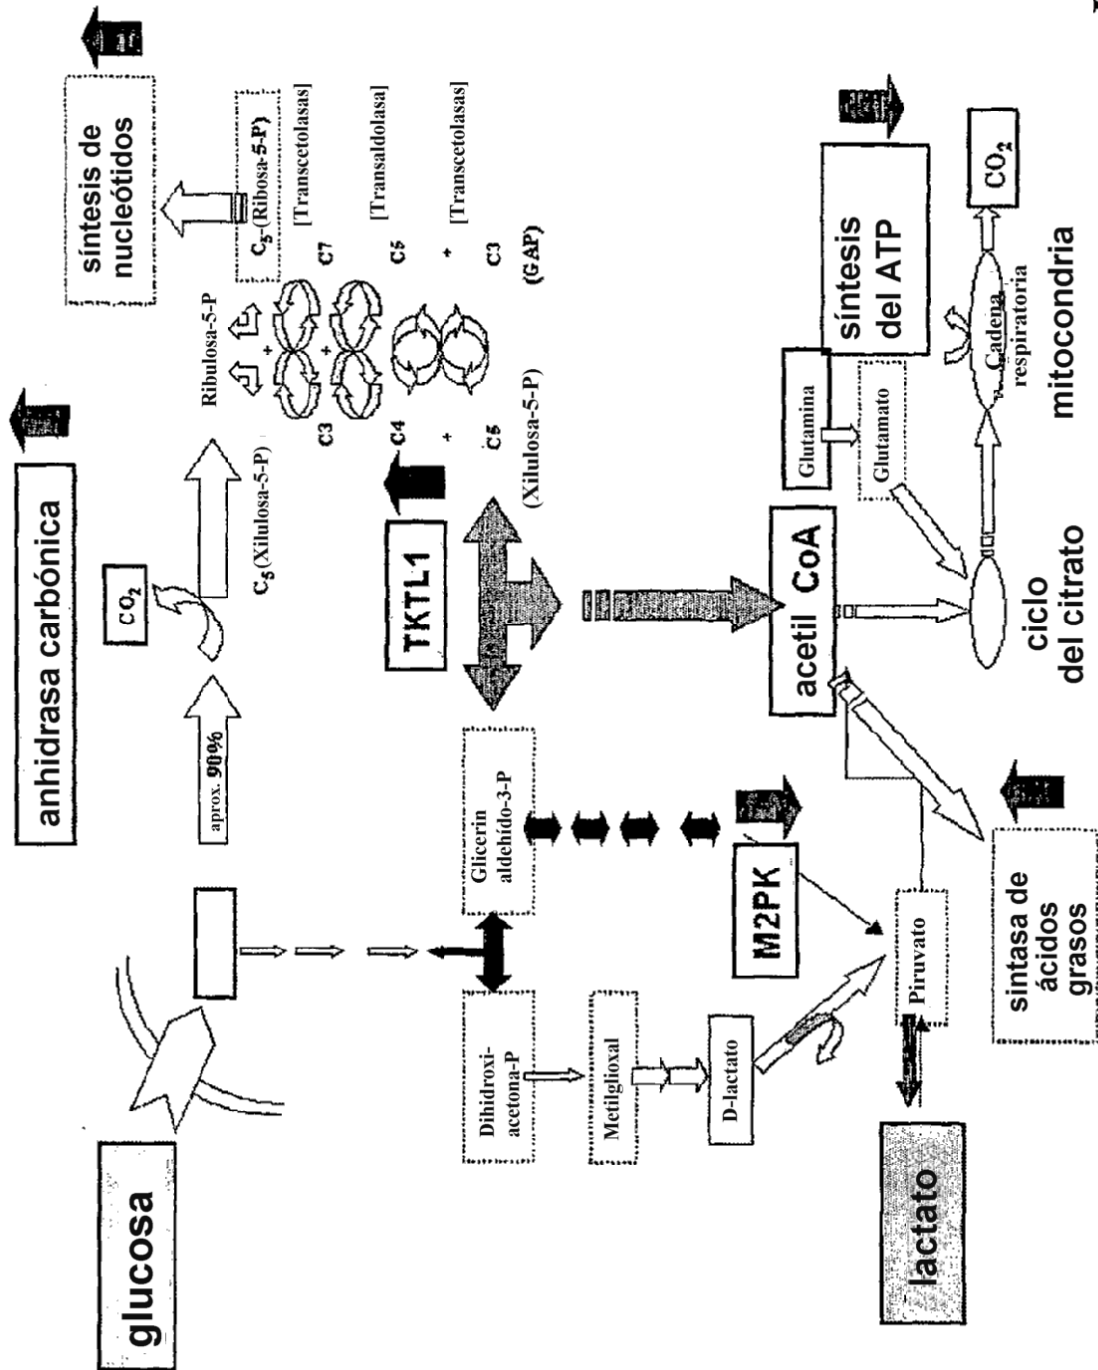 glucosa
anhidrasa carbónica
síntesis de
nucleótidos
aprox. 90%
CO₂
C₅(Xilulosa-5-P)
Ribulosa-5-P
C₅-(Ribosa-5-P)
+
C3
C7
[Transcetolasas]
+
C4
C5
[Transaldolasa]
+
+
C5
C3
[Transcetolasas]
(Xilulosa-5-P)
(GAP)
TKTL1
Dihidroxi-
acetona-P
Glicerin
aldehído-3-P
Metilglioxal
D-lactato
M2PK
acetil CoA
Glutamina
Glutamato
síntesis
del ATP
lactato
Piruvato
sintasa de
ácidos
grasos
ciclo
del citrato
Cadena
respiratoria
CO₂
mitocondria